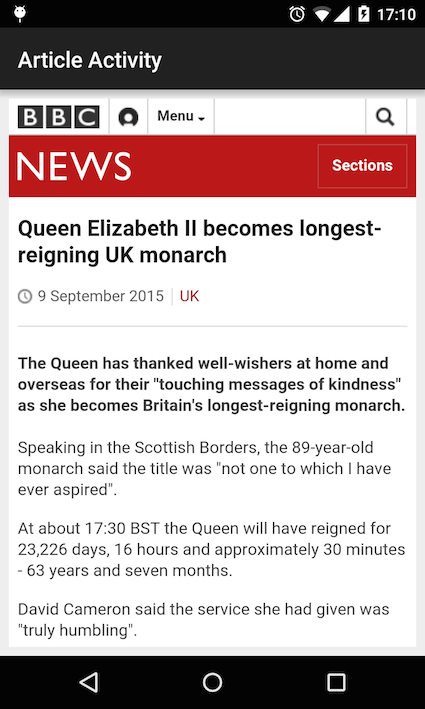 17:10
Article Activity
BBC Menu
NEWS Sections
Queen Elizabeth II becomes longest-
reigning UK monarch
9 September 2015 UK
The Queen has thanked well-wishers at home and
overseas for their "touching messages of kindness"
as she becomes Britain's longest-reigning monarch.
Speaking in the Scottish Borders, the 89-year-old
monarch said the title was "not one to which I have
ever aspired".
At about 17:30 BST the Queen will have reigned for
23,226 days, 16 hours and approximately 30 minutes
- 63 years and seven months.
David Cameron said the service she had given was
"truly humbling".